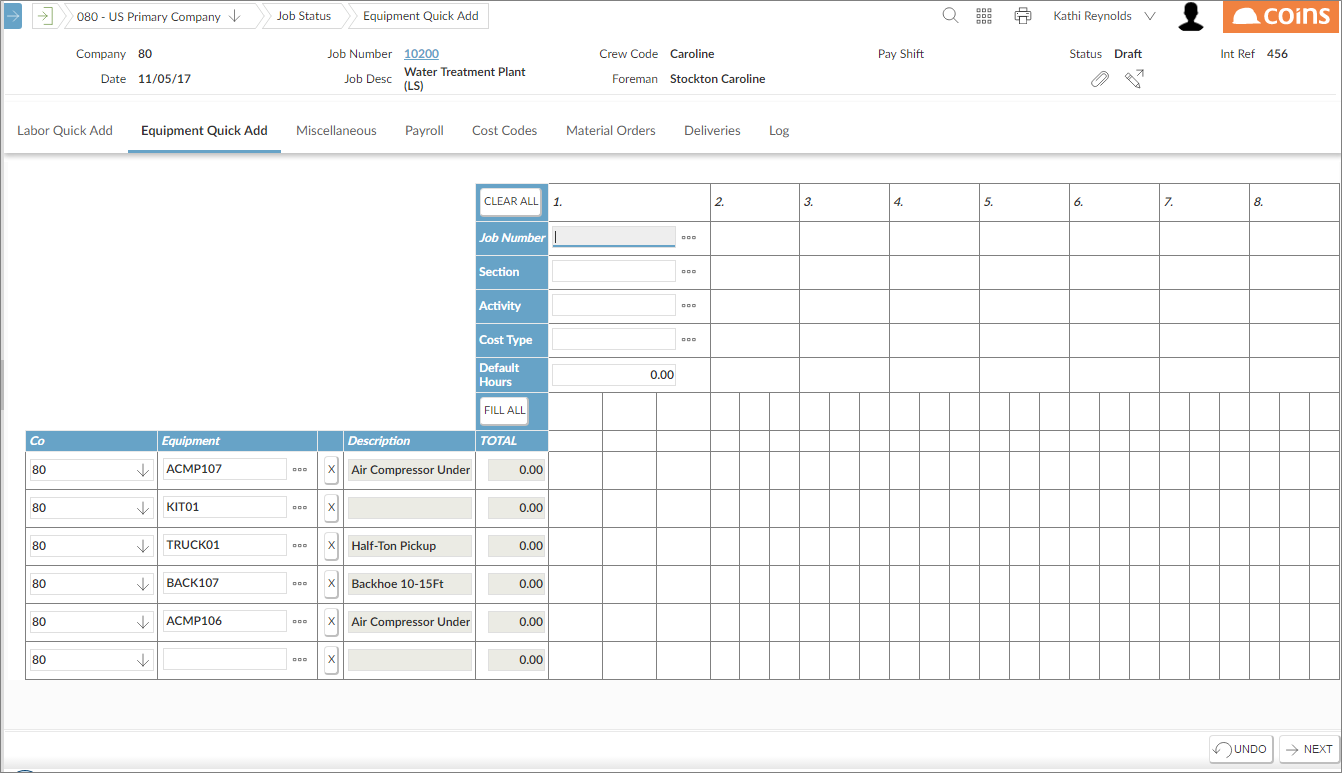 080 - US Primary Company Job Status Equipment Quick Add Kathi Reynolds coins
Company 80 Job Number 10200 Crew Code Caroline Pay Shift Status Draft Int Ref 456
Date 11/05/17 Job Desc Water Treatment Plant (LS) Foreman Stockton Caroline
Labor Quick Add Equipment Quick Add Miscellaneous Payroll Cost Codes Material Orders Deliveries Log
CLEAR ALL 1. 2. 3. 4. 5. 6. 7. 8.
Job Number
Section
Activity
Cost Type
Default Hours 0.00
FILL ALL
Co Equipment Description TOTAL
80 ACMP107 X Air Compressor Under 0.00
80 KIT01 X 0.00
80 TRUCK01 X Half-Ton Pickup 0.00
80 BACK107 X Backhoe 10-15Ft 0.00
80 ACMP106 X Air Compressor Under 0.00
80 X 0.00
UNDO NEXT